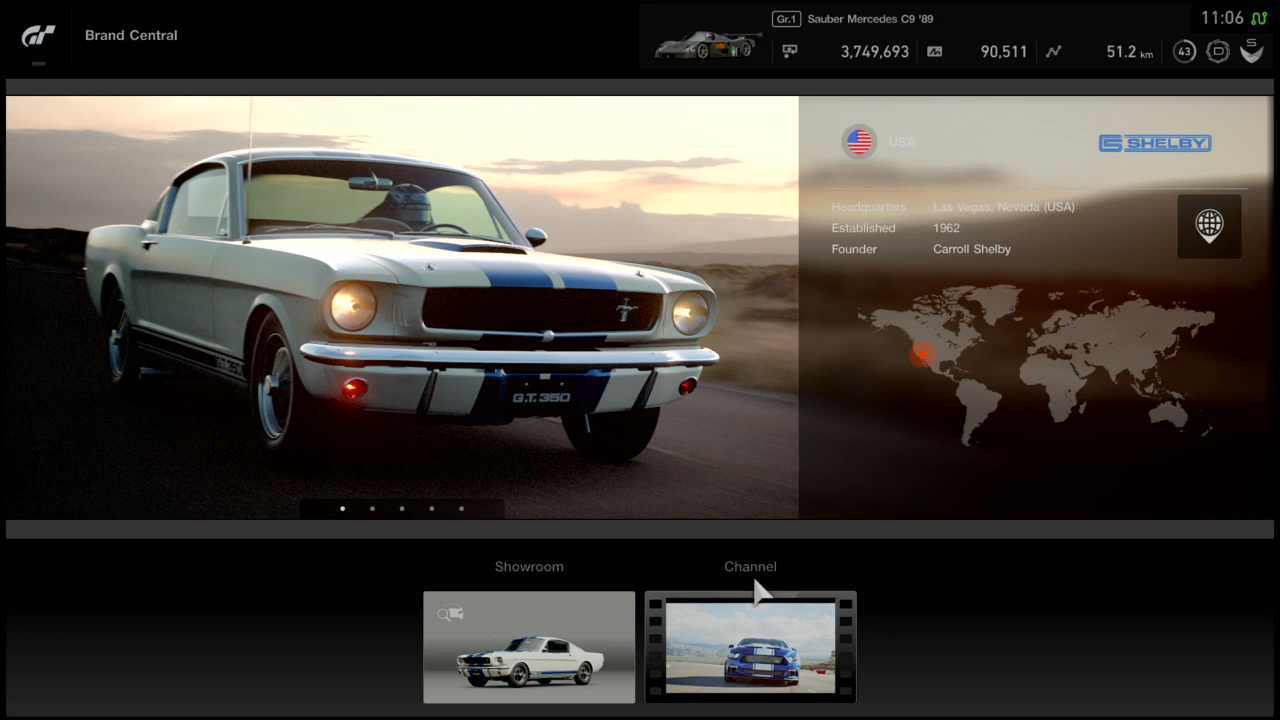 Brand Central
Gr.1 Sauber Mercedes C9 '89
11:06
3,749,693
90,511
51.2 km
43
S
USA
SHELBY
Headquarters Las Vegas, Nevada (USA)
Established 1962
Founder Carroll Shelby
G.T. 350
G.T. 350
Showroom
Channel